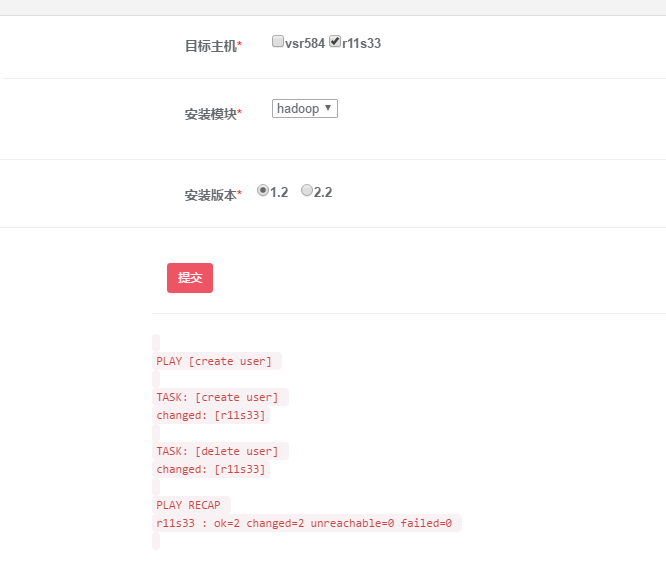 目标主机* vsr584 r11s33
安装模块* hadoop
安装版本* 1.2 2.2
提交
PLAY [create user]
TASK: [create user]
changed: [r11s33]
TASK: [delete user]
changed: [r11s33]
PLAY RECAP
r11s33 : ok=2 changed=2 unreachable=0 failed=0